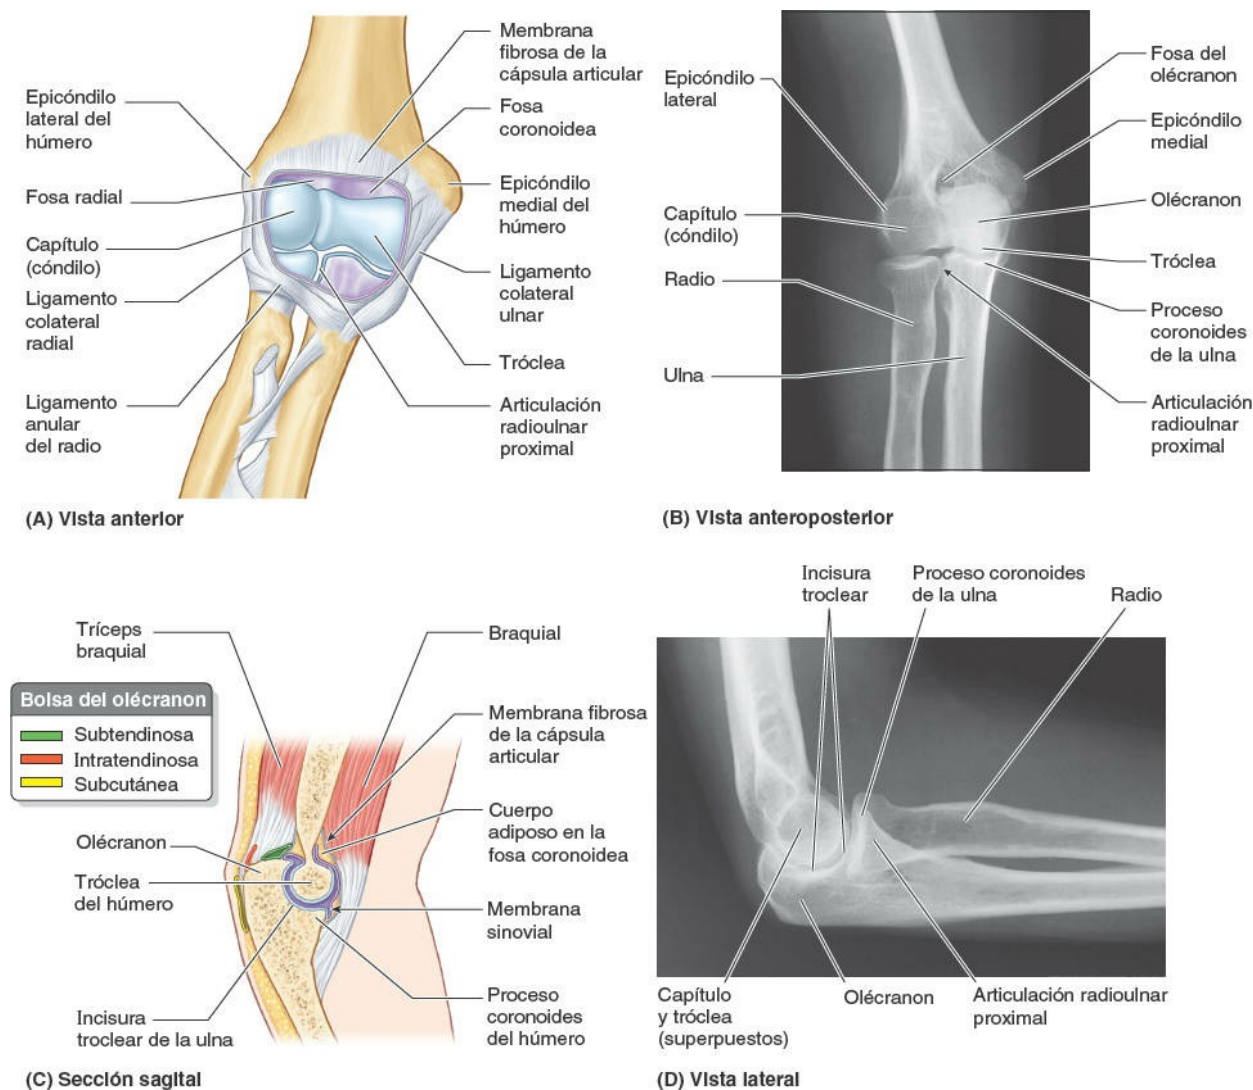 Membrana
fibrosa de la
cápsula articular
Epicóndilo
lateral del
húmero
Fosa
coronoidea
Fosa radial
Epicóndilo
medial del
húmero
Capítulo
(cóndilo)
Ligamento
colateral
ulnar
Ligamento
colateral
radial
Tróclea
Ligamento
anular
del radio
Articulación
radioulnar
proximal
(A) Vista anterior
Fosa del
olécranon
Epicóndilo
lateral
Epicóndilo
medial
Olécranon
Capítulo
(cóndilo)
Tróclea
Radio
Proceso
coronoides
de la ulna
Ulna
Articulación
radioulnar
proximal
(B) Vista anteroposterior
Tríceps
braquial
Braquial
Bolsa del olécranon
Subtendinosa
Intratendinosa
Subcutánea
Membrana fibrosa
de la cápsula
articular
Cuerpo
adiposo en la
fosa coronoidea
Olécranon
Tróclea
del húmero
Membrana
sinovial
Incisura
troclear de la ulna
Proceso
coronoides
del húmero
(C) Sección sagital
Incisura
troclear
Proceso coronoides
de la ulna
Radio
Capítulo
y tróclea
(superpuestos)
Olécranon
Articulación radioulnar
proximal
(D) Vista lateral